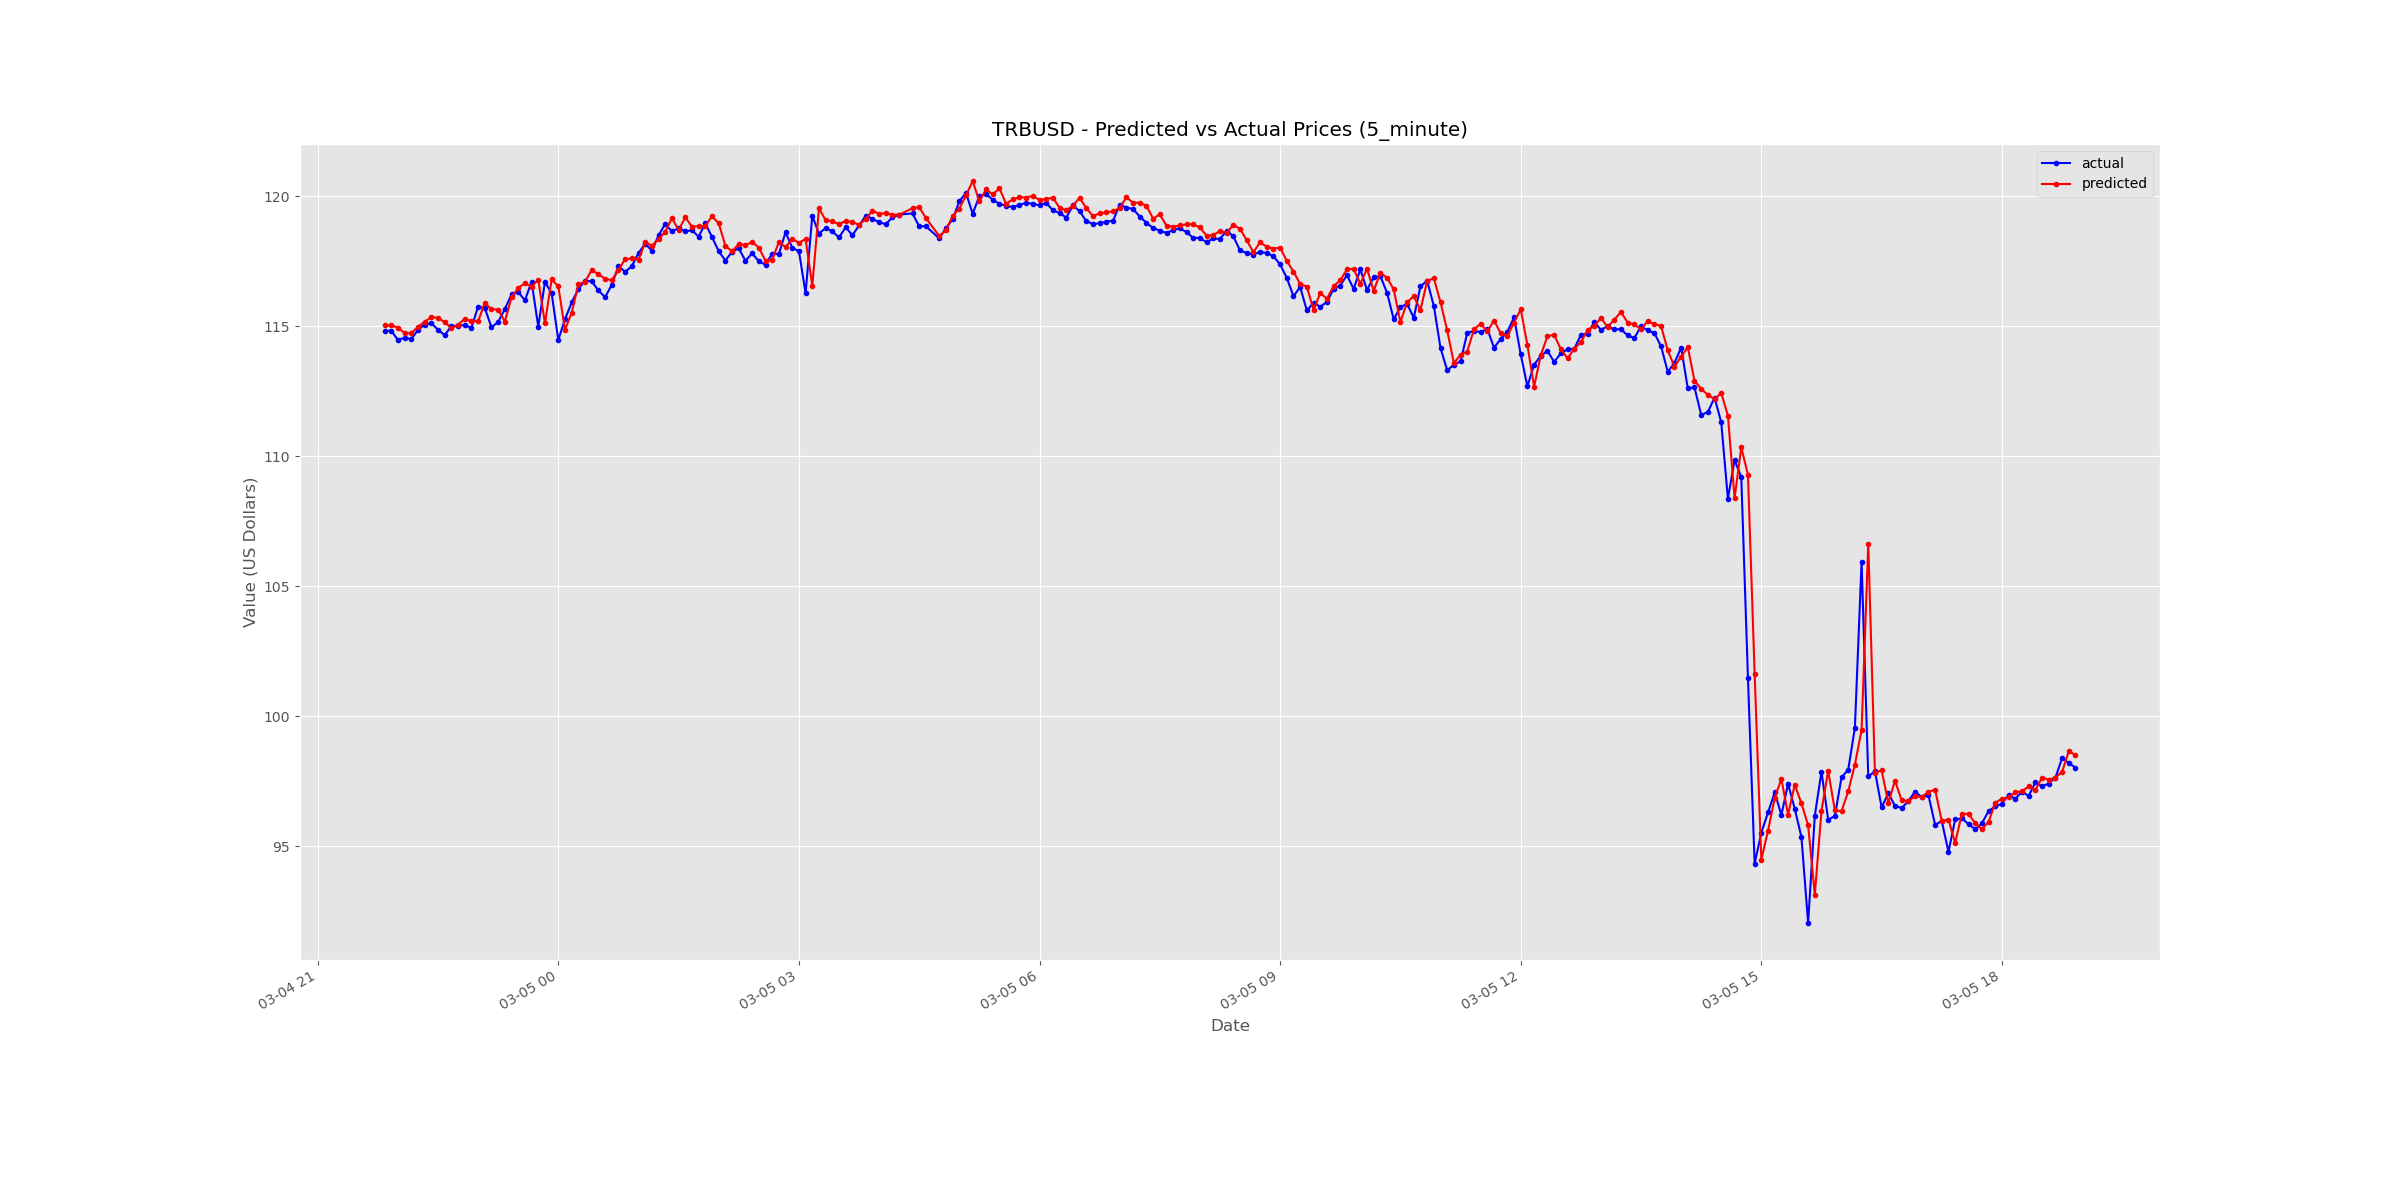 TRBUSD - Predicted vs Actual Prices (5_minute)
actual
predicted
120
115
110
105
100
95
Value (US Dollars)
03-04 21
03-05 00
03-05 03
03-05 06
03-05 09
03-05 12
03-05 15
03-05 18
Date